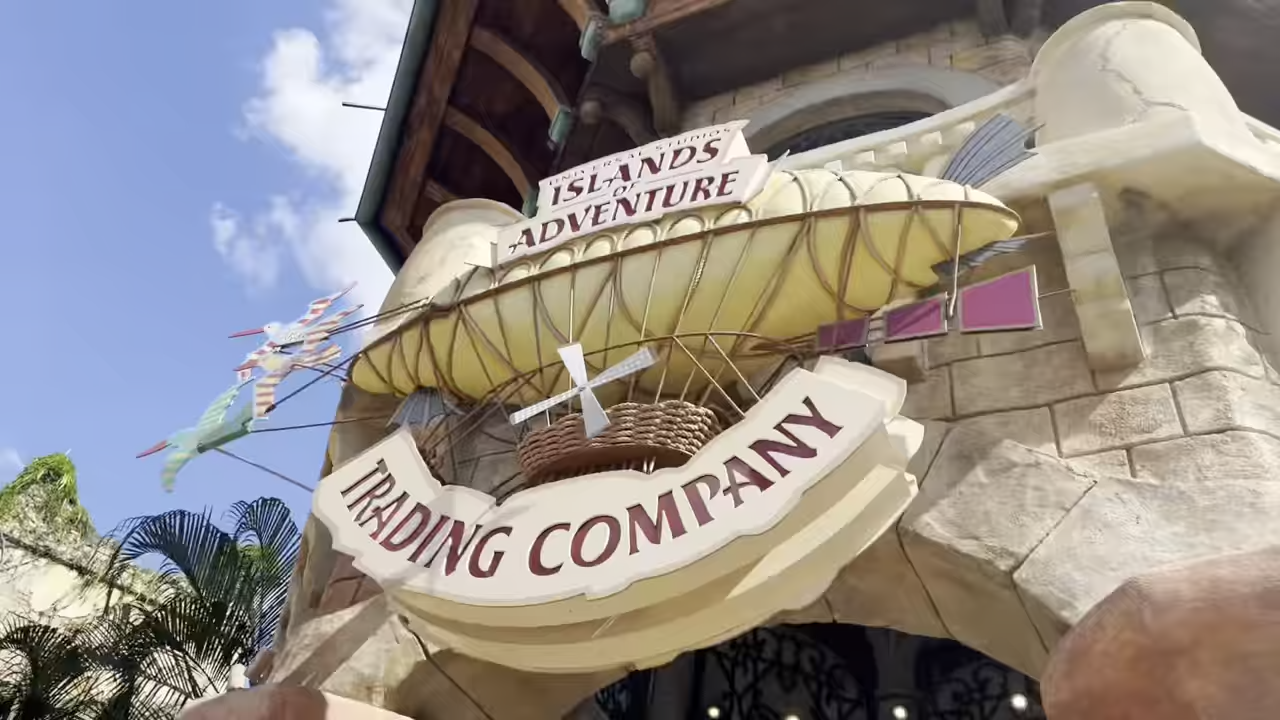 UNIVERSAL STUDIOS
ISLANDS
OF
ADVENTURE
TRADING COMPANY